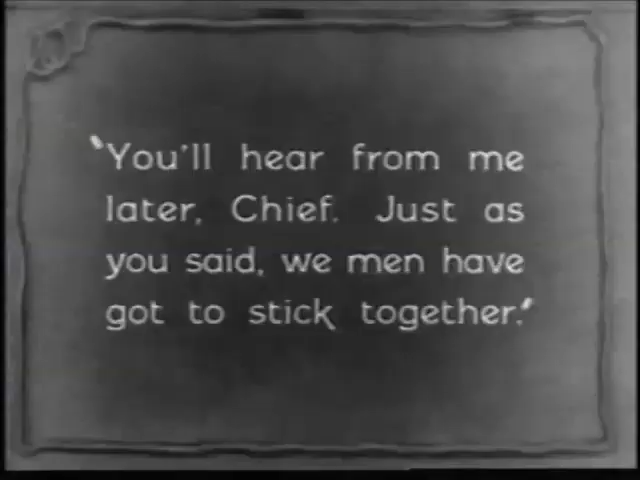 "You'll hear from me
later, Chief. Just as
you said, we men have
got to stick together."